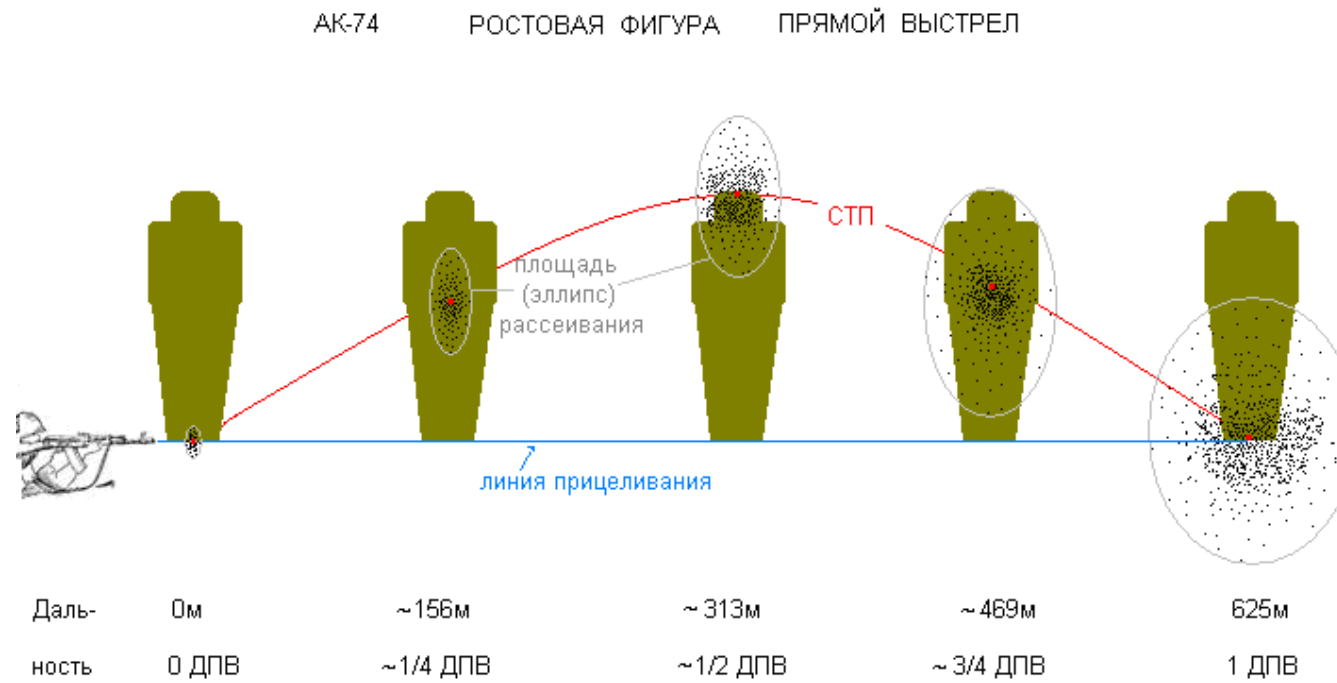 АК-74 РОСТОВАЯ ФИГУРА ПРЯМОЙ ВЫСТРЕЛ
СТП
площадь
(эллипс)
рассеивания
линия прицеливания
Даль- 0м ~156м ~313м ~469м 625м
ность 0 ДПВ ~1/4 ДПВ ~1/2 ДПВ ~3/4 ДПВ 1 ДПВ